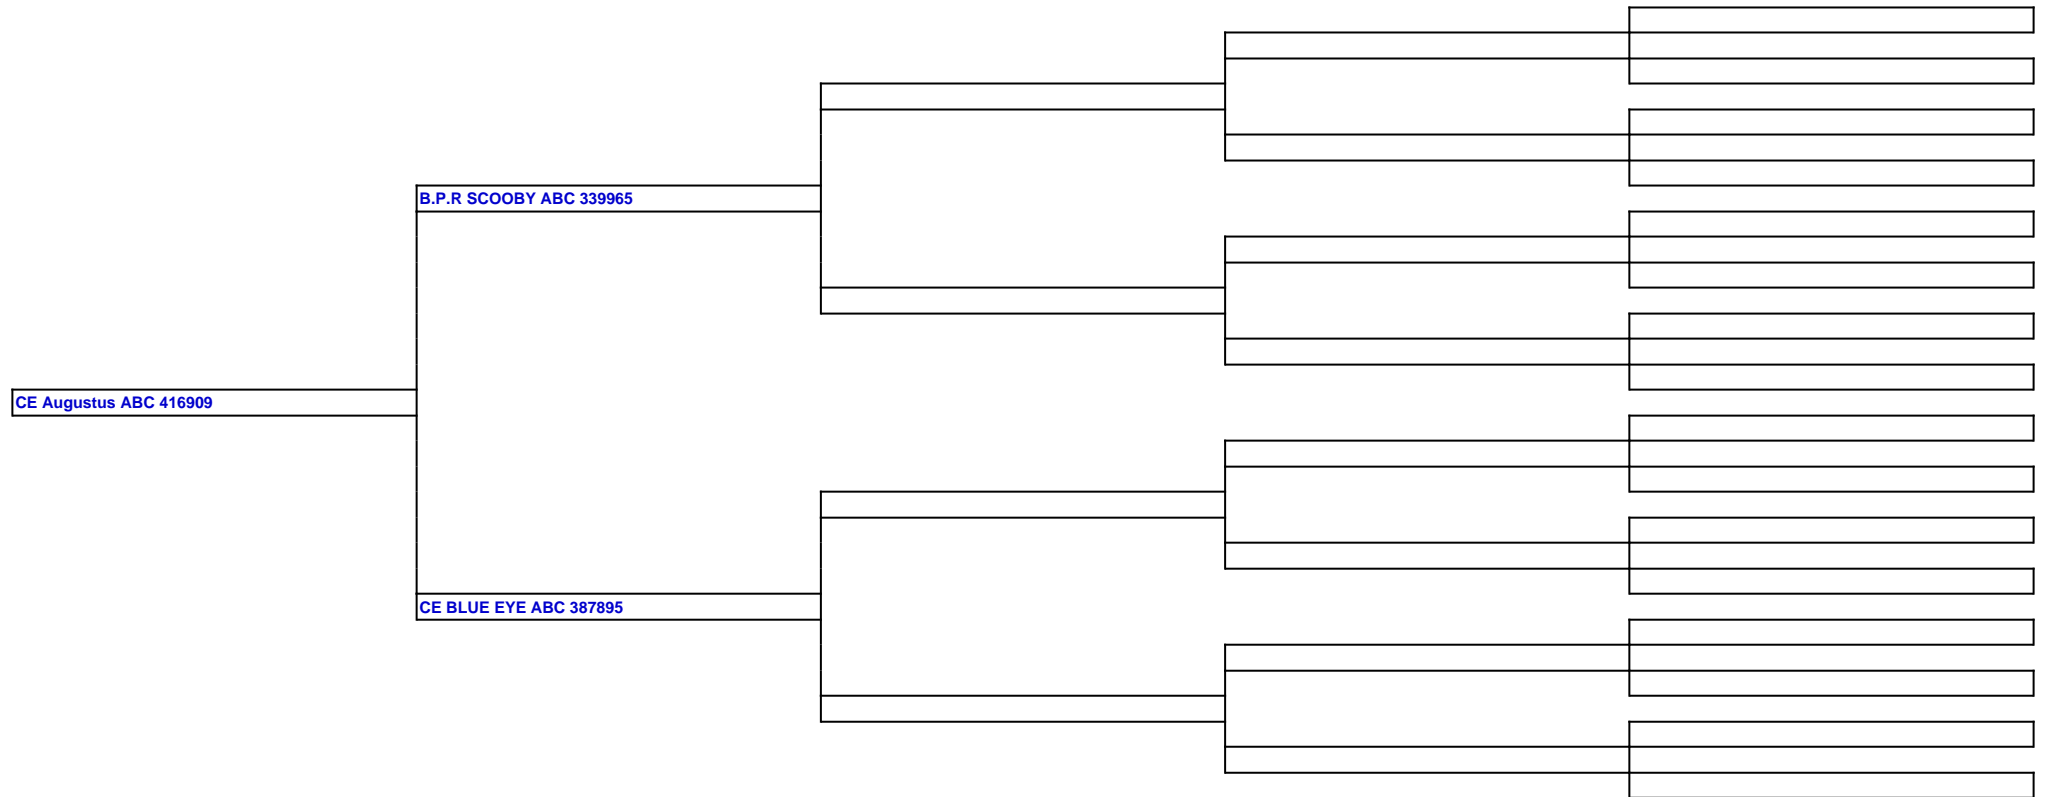 B.P.R SCOOBY ABC 339965
CE Augustus ABC 416909
CE BLUE EYE ABC 387895